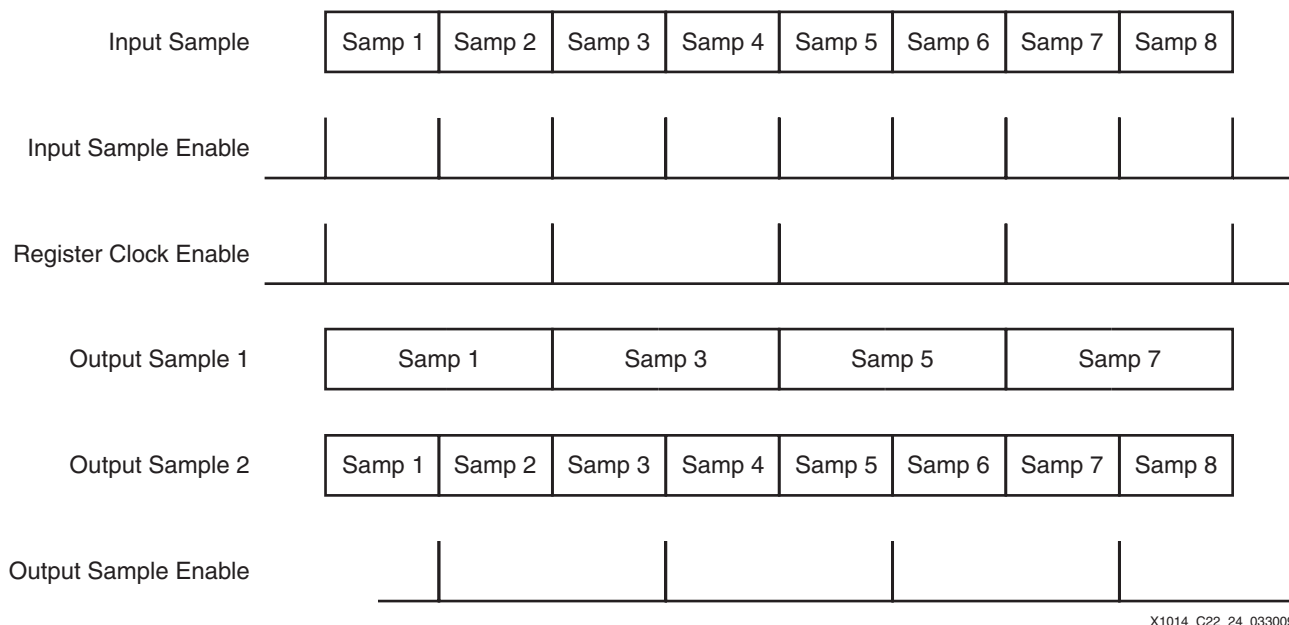 Input Sample Samp 1 Samp 2 Samp 3 Samp 4 Samp 5 Samp 6 Samp 7 Samp 8
Input Sample Enable
Register Clock Enable
Output Sample 1 Samp 1 Samp 3 Samp 5 Samp 7
Output Sample 2 Samp 1 Samp 2 Samp 3 Samp 4 Samp 5 Samp 6 Samp 7 Samp 8
Output Sample Enable
X1014_C22_24_033009